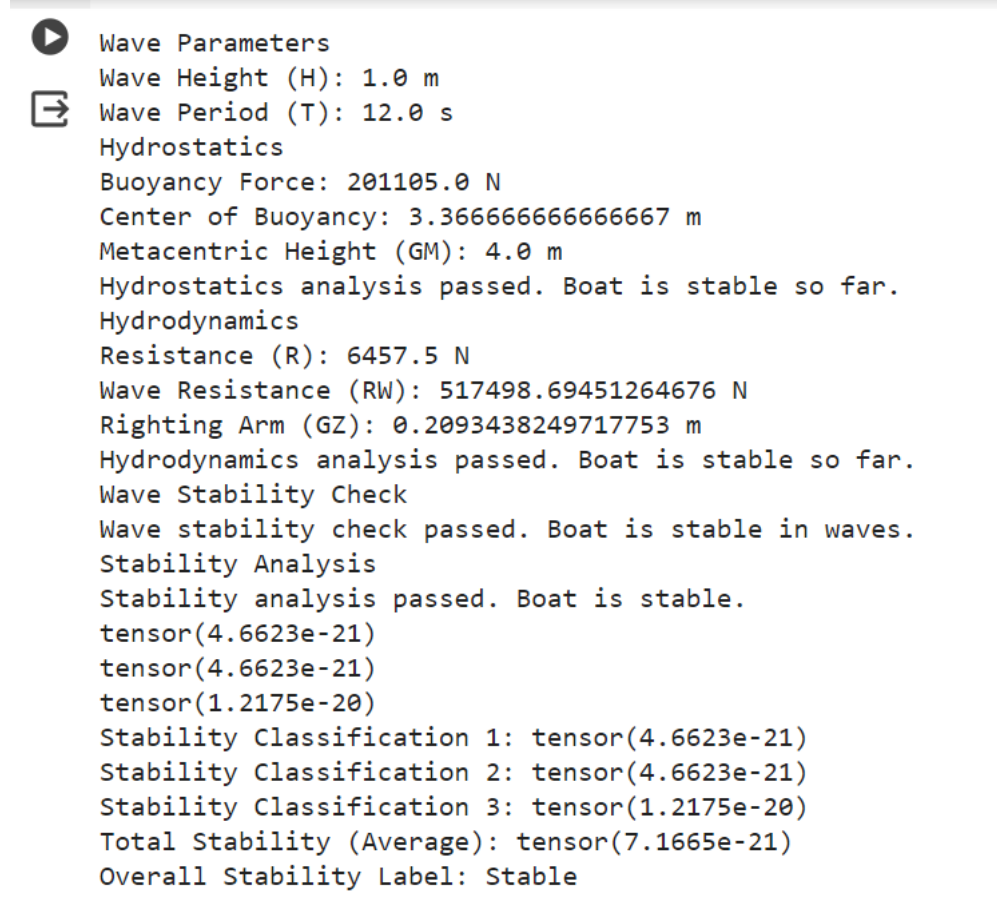 Wave Parameters
Wave Height (H): 1.0 m
Wave Period (T): 12.0 s
Hydrostatics
Buoyancy Force: 201105.0 N
Center of Buoyancy: 3.366666666666667 m
Metacentric Height (GM): 4.0 m
Hydrostatics analysis passed. Boat is stable so far.
Hydrodynamics
Resistance (R): 6457.5 N
Wave Resistance (RW): 517498.69451264676 N
Righting Arm (GZ): 0.2093438249717753 m
Hydrodynamics analysis passed. Boat is stable so far.
Wave Stability Check
Wave stability check passed. Boat is stable in waves.
Stability Analysis
Stability analysis passed. Boat is stable.
tensor(4.6623e-21)
tensor(4.6623e-21)
tensor(1.2175e-20)
Stability Classification 1: tensor(4.6623e-21)
Stability Classification 2: tensor(4.6623e-21)
Stability Classification 3: tensor(1.2175e-20)
Total Stability (Average): tensor(7.1665e-21)
Overall Stability Label: Stable